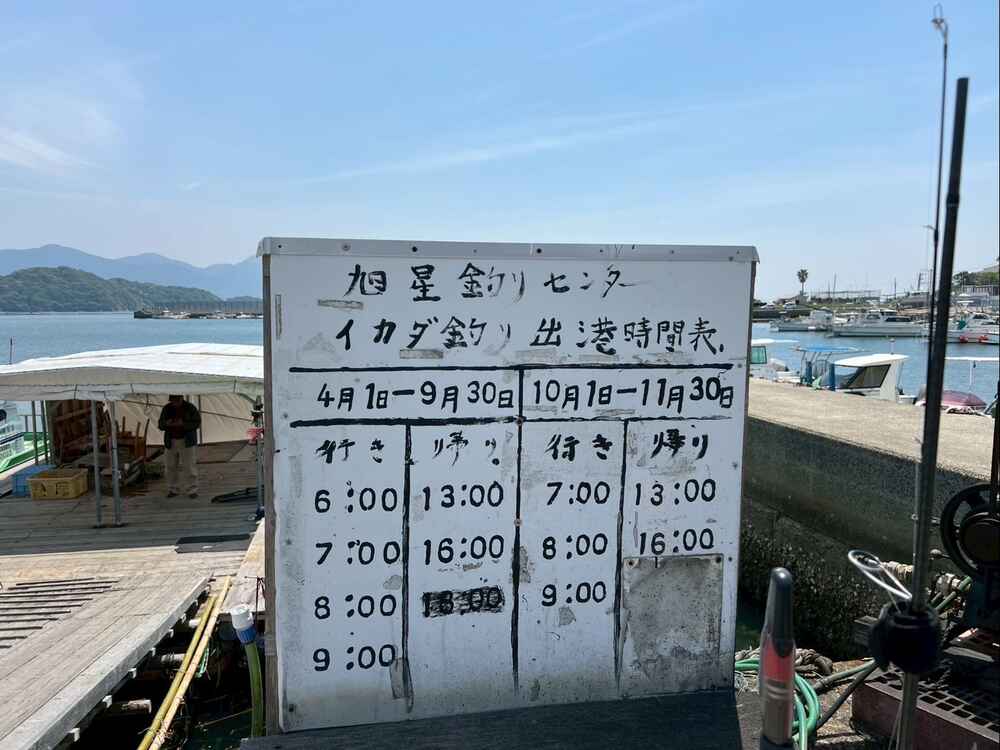 旭星釣りセンター
イカダ釣り出港時間表.
4月1日ー9月30日 10月1日ー11月30日
行き 帰り 行き 帰り
6:00 13:00 7:00 13:00
7:00 16:00 8:00 16:00
8:00 9:00
9:00